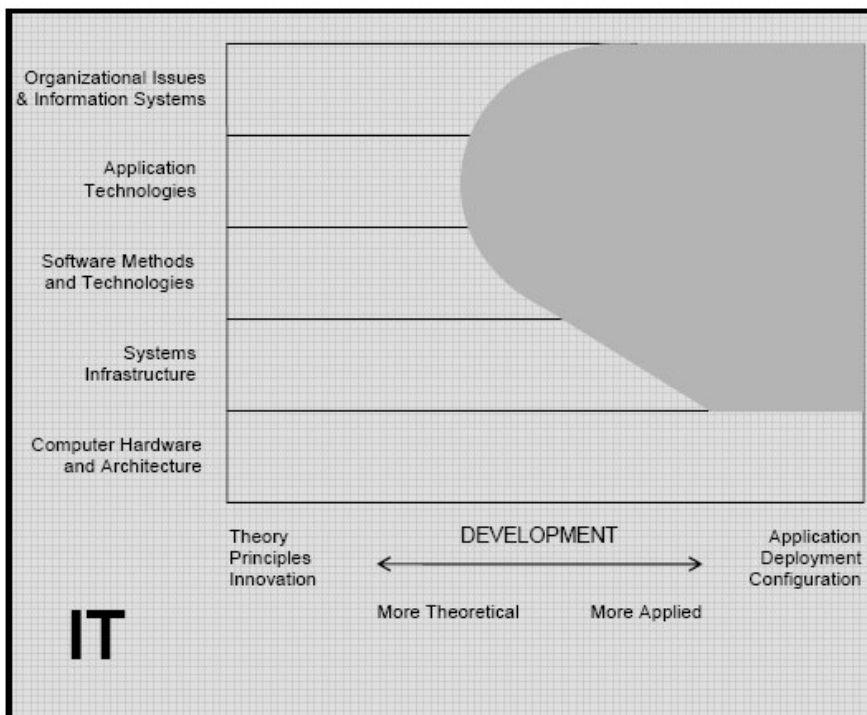 Organizational Issues
& Information Systems
Application
Technologies
Software Methods
and Technologies
Systems
Infrastructure
Computer Hardware
and Architecture
Theory
Principles
Innovation
DEVELOPMENT
Application
Deployment
Configuration
More Theoretical
More Applied
IT